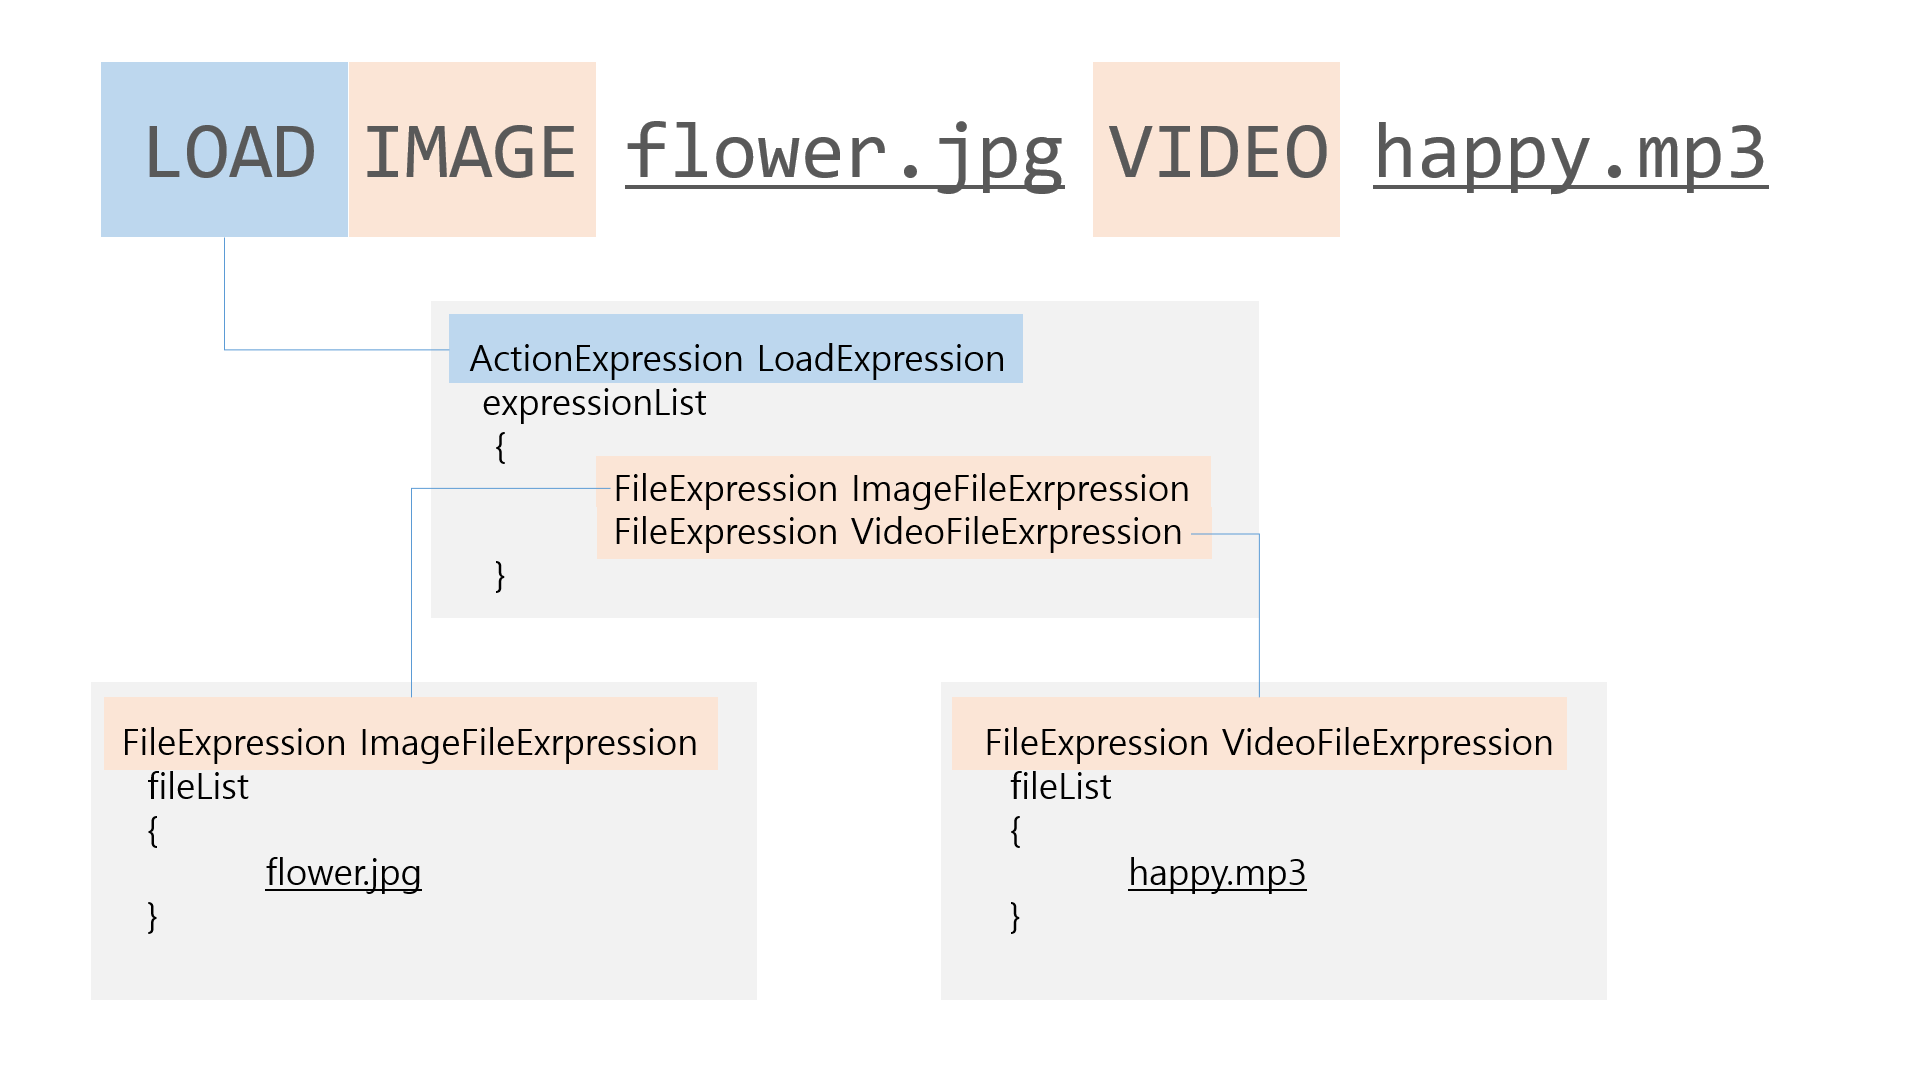 LOAD IMAGE flower.jpg VIDEO happy.mp3
ActionExpression LoadExpression
expressionList
{
FileExpression ImageFileExrpression
FileExpression VideoFileExrpression
}
FileExpression ImageFileExrpression
fileList
{
flower.jpg
}
FileExpression VideoFileExrpression
fileList
{
happy.mp3
}